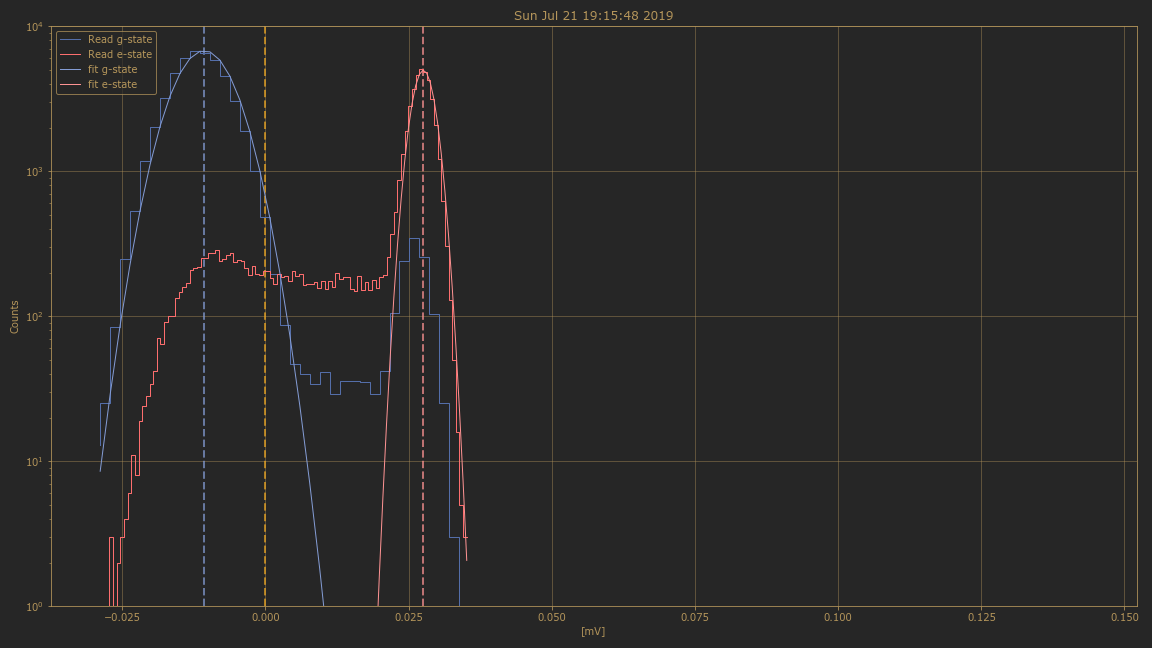 Sun Jul 21 19:15:48 2019
Read g-state
Read e-state
fit g-state
fit e-state
10⁴
10³
10²
10¹
10⁰
Counts
−0.025 0.000 0.025 0.050 0.075 0.100 0.125 0.150
[mV]